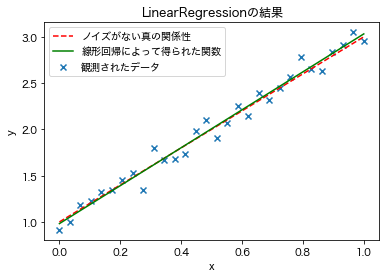 LinearRegressionの結果
ノイズがない真の関係性
線形回帰によって得られた関数
観測されたデータ
3.0
2.5
2.0
1.5
1.0
y
0.0 0.2 0.4 0.6 0.8 1.0
x